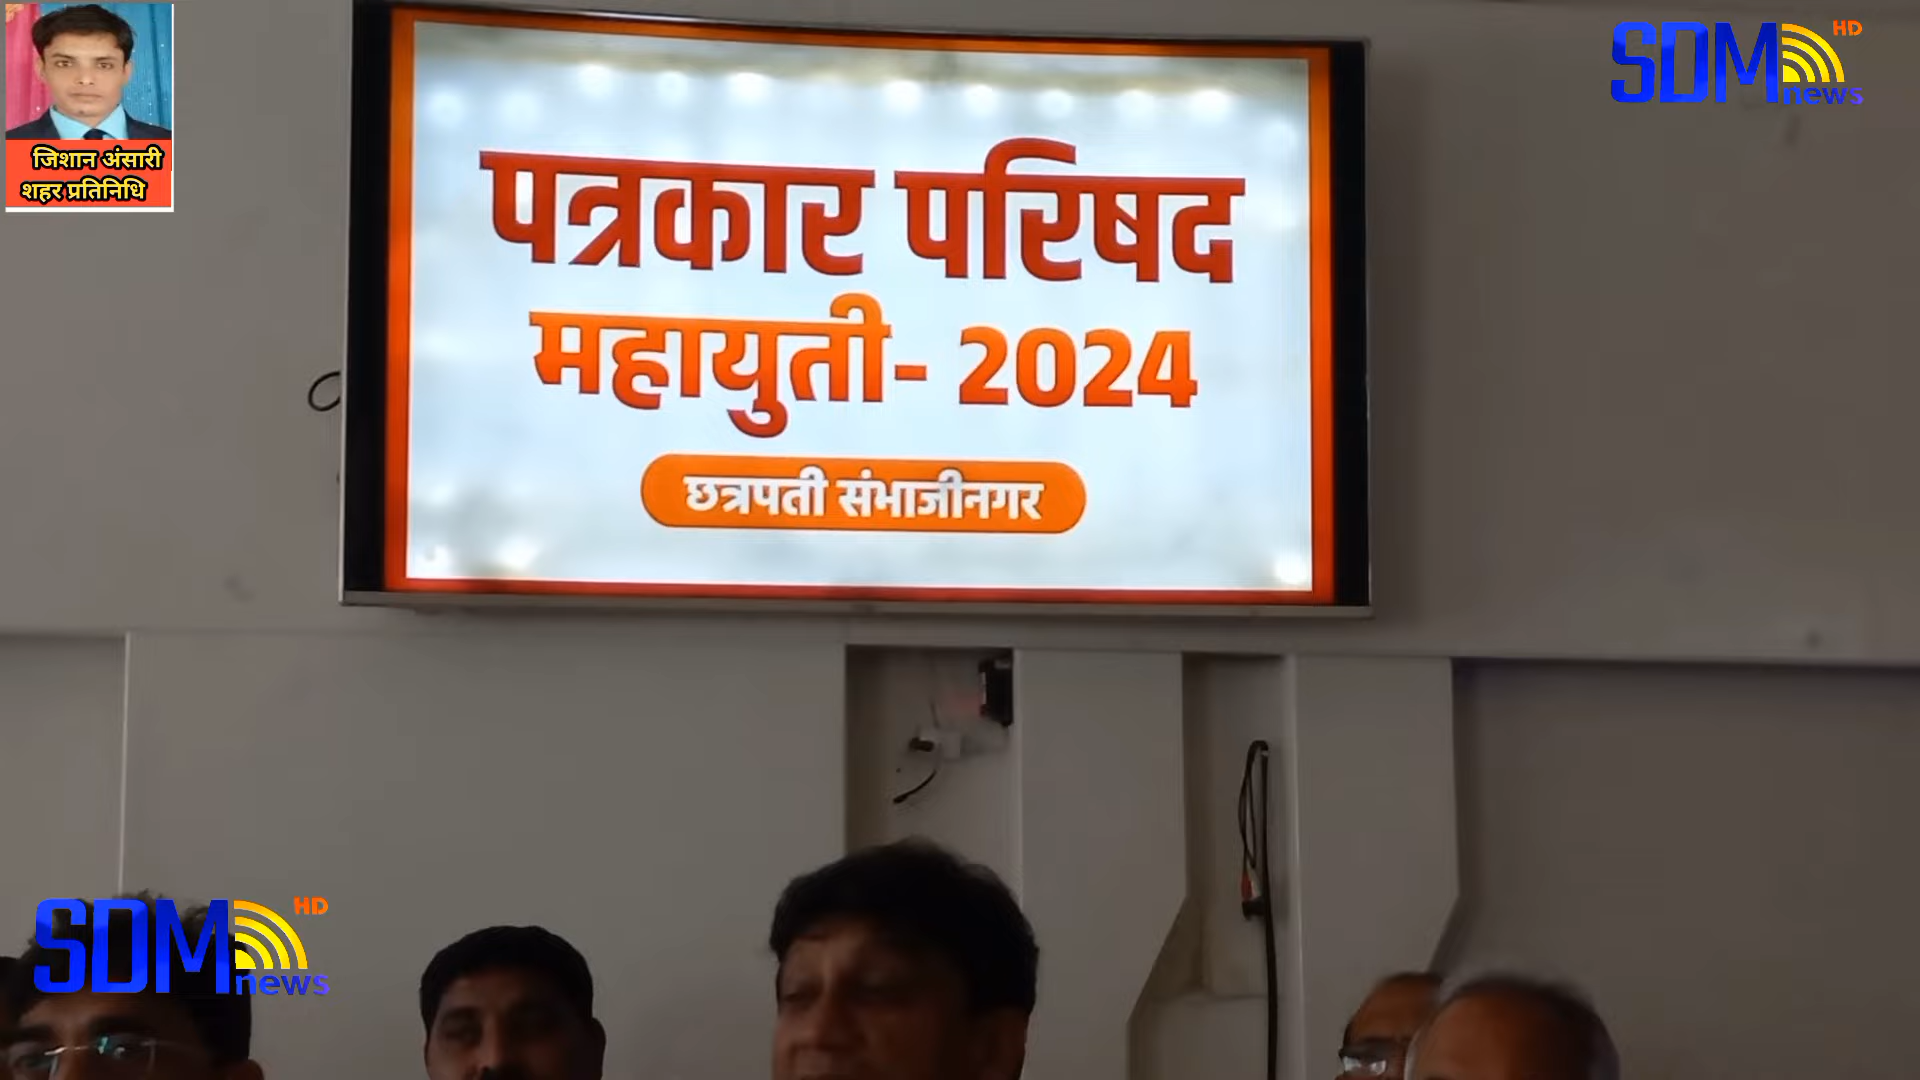 जिशान अंसारी
शहर प्रतिनिधि
SDM HD
news
पत्रकार परिषद
महायुती- 2024
छत्रपती संभाजीनगर
SDM HD
news